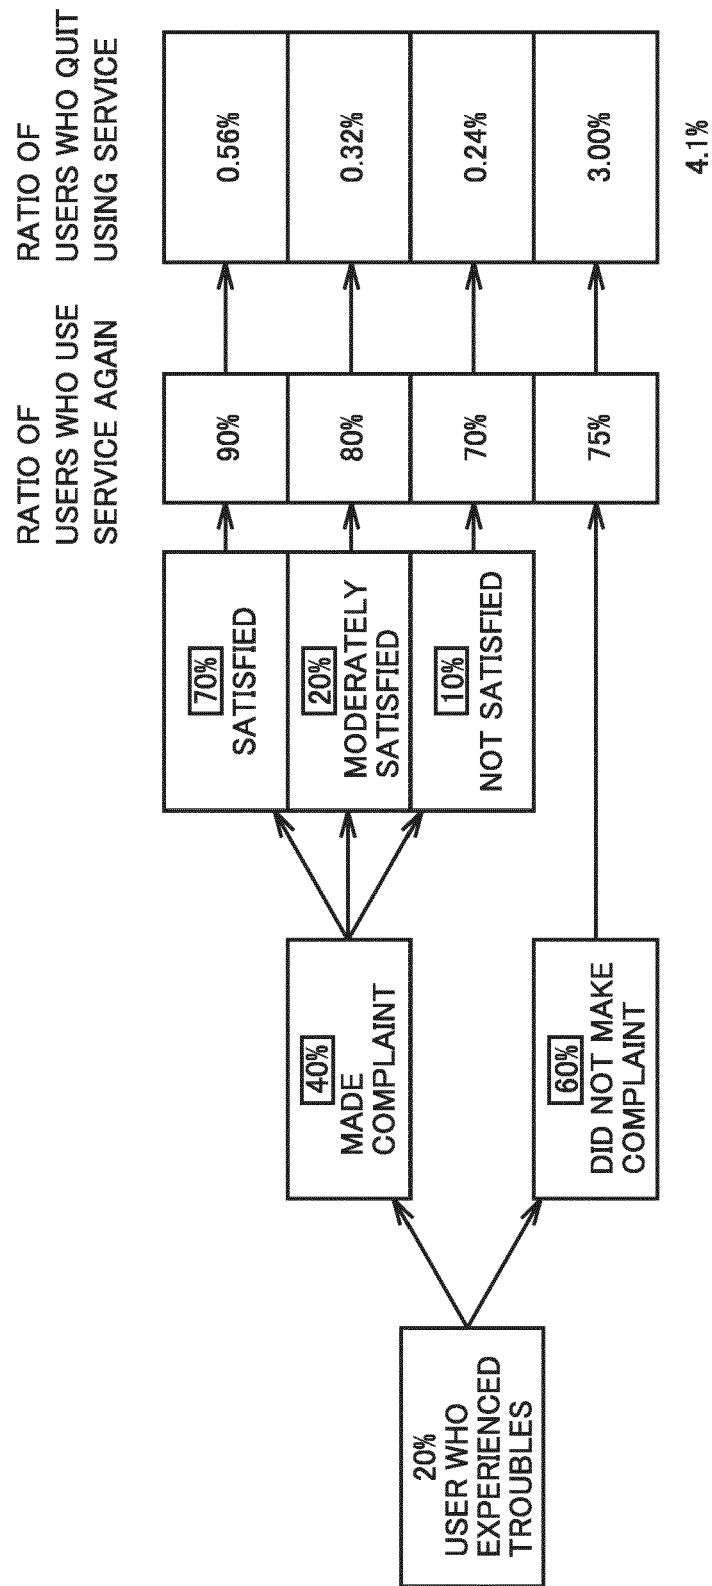 RATIO OF
USERS WHO USE
SERVICE AGAIN
RATIO OF
USERS WHO QUIT
USING SERVICE
20%
USER WHO
EXPERIENCED
TROUBLES
40%
MADE
COMPLAINT
60%
DID NOT MAKE
COMPLAINT
70%
SATISFIED
20%
MODERATELY
SATISFIED
10%
NOT SATISFIED
90%
80%
70%
75%
0.56%
0.32%
0.24%
3.00%
4.1%